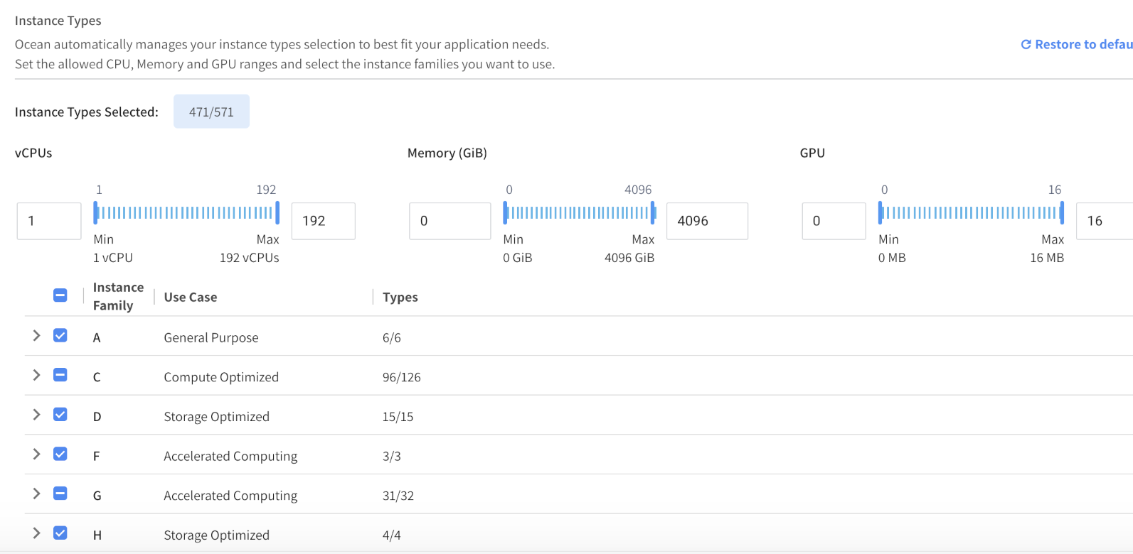 Instance Types
Ocean automatically manages your instance types selection to best fit your application needs.
Restore to defau
Set the allowed CPU, Memory and GPU ranges and select the instance families you want to use.
Instance Types Selected: 471/571
vCPUs Memory (GiB) GPU
1 192 0 4096 0 16
1 192 0 4096 0 16
Min Max Min Max Min Max
1 vCPU 192 vCPUs 0 GiB 4096 GiB 0 MB 16 MB
Instance Family Use Case Types
A General Purpose 6/6
C Compute Optimized 96/126
D Storage Optimized 15/15
F Accelerated Computing 3/3
G Accelerated Computing 31/32
H Storage Optimized 4/4